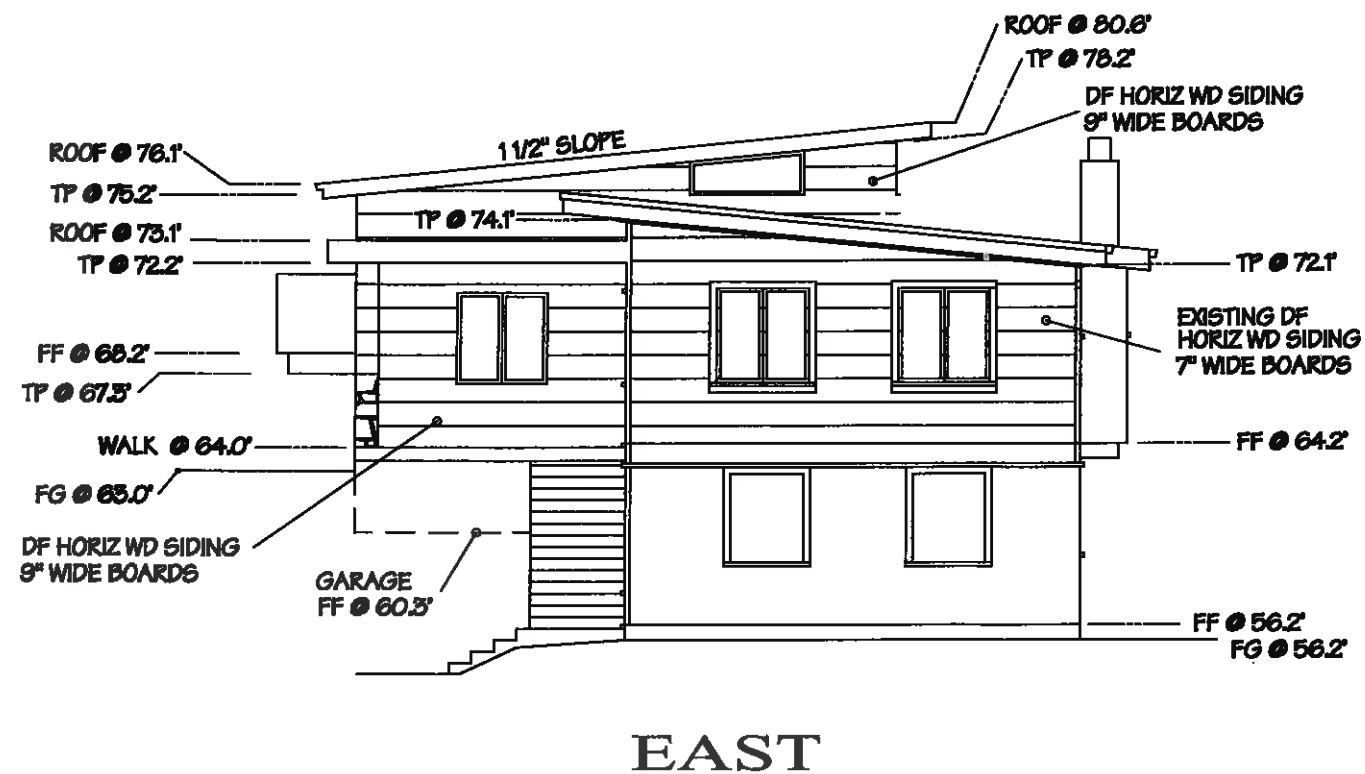 ROOF @ 80.6'
TP @ 78.2'
DF HORIZ WD SIDING
9" WIDE BOARDS
1 1/2" SLOPE
ROOF @ 76.1'
TP @ 75.2'
TP @ 74.1'
ROOF @ 73.1'
TP @ 72.2'
TP @ 72.1'
EXISTING DF
HORIZ WD SIDING
7" WIDE BOARDS
FF @ 68.2'
TP @ 67.3'
WALK @ 64.0'
FF @ 64.2'
FG @ 63.0'
DF HORIZ WD SIDING
9" WIDE BOARDS
GARAGE
FF @ 60.3'
FF @ 56.2'
FG @ 56.2'
EAST